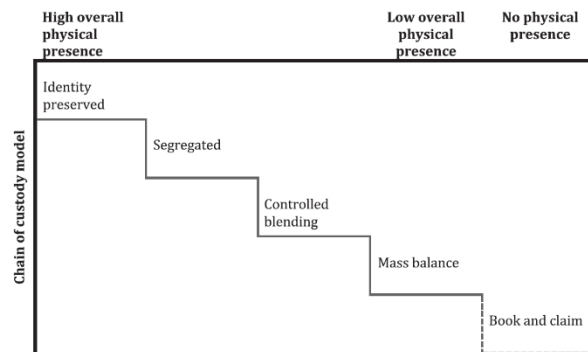 High overall
physical
presence
Low overall
physical
presence
No physical
presence
Chain of custody model
Identity
preserved
Segregated
Controlled
blending
Mass balance
Book and claim